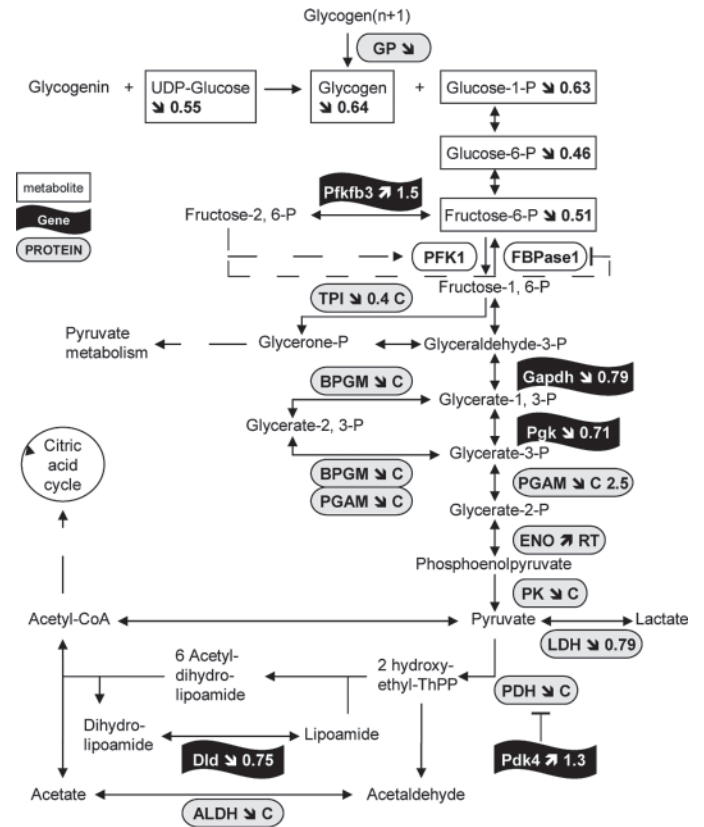 Glycogen(n+1)
GP ↘
Glycogenin + UDP-Glucose ↘ 0.55
Glycogen ↘ 0.64
+
Glucose-1-P ↘ 0.63
Glucose-6-P ↘ 0.46
metabolite
Gene
PROTEIN
Pfkfb3 ↗ 1.5
Fructose-2, 6-P
Fructose-6-P ↘ 0.51
PFK1
FBPase1
Fructose-1, 6-P
TPI ↘ 0.4 C
Pyruvate
metabolism
Glycerone-P
Glyceraldehyde-3-P
Gapdh ↘ 0.79
BPGM ↘ C
Glycerate-1, 3-P
Glycerate-2, 3-P
Pgk ↘ 0.71
Glycerate-3-P
BPGM ↘ C
PGAM ↘ C
PGAM ↘ C 2.5
Glycerate-2-P
Citric
acid
cycle
ENO ↗ RT
Phosphoenolpyruvate
PK ↘ C
Acetyl-CoA
Pyruvate
Lactate
LDH ↘ 0.79
6 Acetyl-
dihydro-
lipoamide
2 hydroxy-
ethyl-ThPP
PDH ↘ C
Dihydro-
lipoamide
Lipoamide
Dld ↘ 0.75
Pdk4 ↗ 1.3
Acetate
Acetaldehyde
ALDH ↘ C